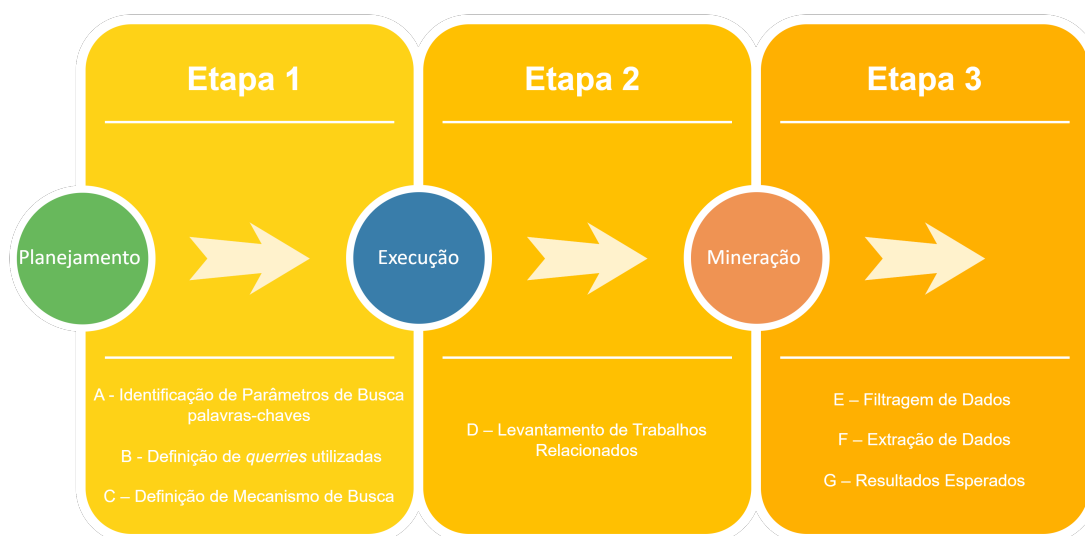 Etapa 1
Etapa 2
Etapa 3
Planejamento
Execução
Mineração
A - Identificação de Parâmetros de Busca
palavras-chaves
B - Definição de querries utilizadas
C – Definição de Mecanismo de Busca
D – Levantamento de Trabalhos
Relacionados
E – Filtragem de Dados
F – Extração de Dados
G – Resultados Esperados